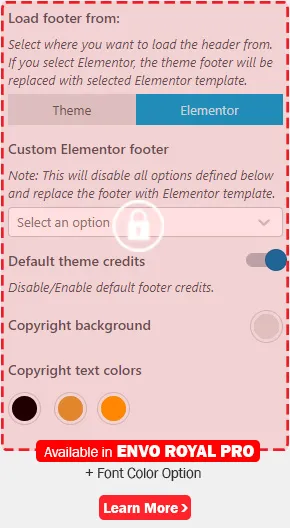 Load footer from:
Select where you want to load the header from.
If you select Elementor, the theme footer will be
replaced with selected Elementor template.
Theme Elementor
Custom Elementor footer
Note: This will disable all options defined below
and replace the footer with Elementor template.
Select an option
Default theme credits
Disable/Enable default footer credits.
Copyright background
Copyright text colors
Available in ENVO ROYAL PRO
+ Font Color Option
Learn More >